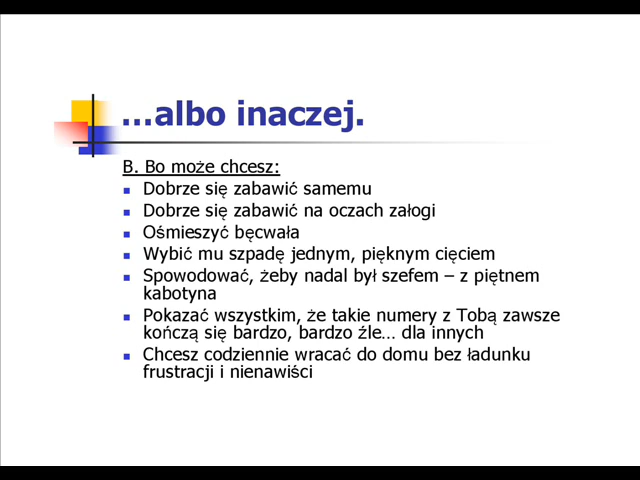 ...albo inaczej.
B. Bo może chcesz:
Dobrze się zabawić samemu
Dobrze się zabawić na oczach załogi
Ośmieszyć bęcwała
Wybić mu szpadę jednym, pięknym cięciem
Spowodować, żeby nadal był szefem – z piętnem
kabotyna
Pokazać wszystkim, że takie numery z Tobą zawsze
kończą się bardzo, bardzo źle... dla innych
Chcesz codziennie wracać do domu bez ładunku
frustracji i nienawiści